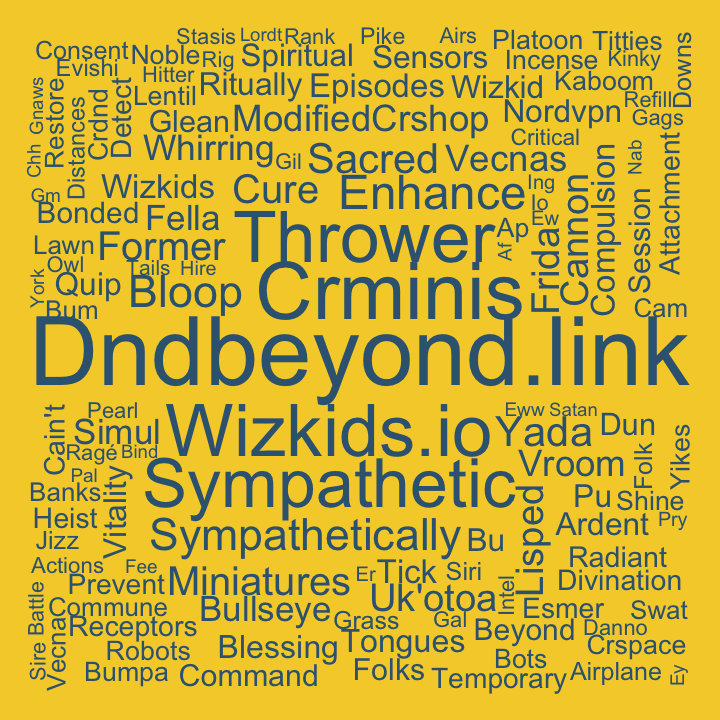 Stasis Lordt Rank Pike Airs Platoon Titties
Consent Noble Rig Spiritual Sensors Incense Kinky Downs
Evishi Hitter Ritually Episodes Wizkid Kaboom
Gnaws Restore Crdnd Detect Lentil Glean Modified Crshop Nordvpn Refill Gags
Chh Distances Whirring Gil Sacred Vecnas Critical Nab
Gm Wizkids Cure Enhance Ing Io Cannon Compulsion Session Attachment
Bonded Fella Thrower Ap Ew Frida
Lawn Former Af
York Owl Quip Tails Hire Bloop Crminis Cam
Bum
Dndbeyond.link
Cain't Pearl Simul Wizkids.io Eww Satan Yada Dun
Ragé Bind Vroom Folk Yikes
Pal Banks Vitality Sympathetic Lisped Pu Shine
Heist Ardent Pry
Jizz Sympathetically Bu Radiant
Actions Fee Prevent Miniatures Er Tick Siri Divination
Sire Battle Commune Bullseye Uk'otoa Intel Esmer Swat
Vecna Receptors Grass Gal Beyond Danno
Robots Blessing Tongues Bots Crspace
Bumpa Command Folks Temporary Airplane Ey